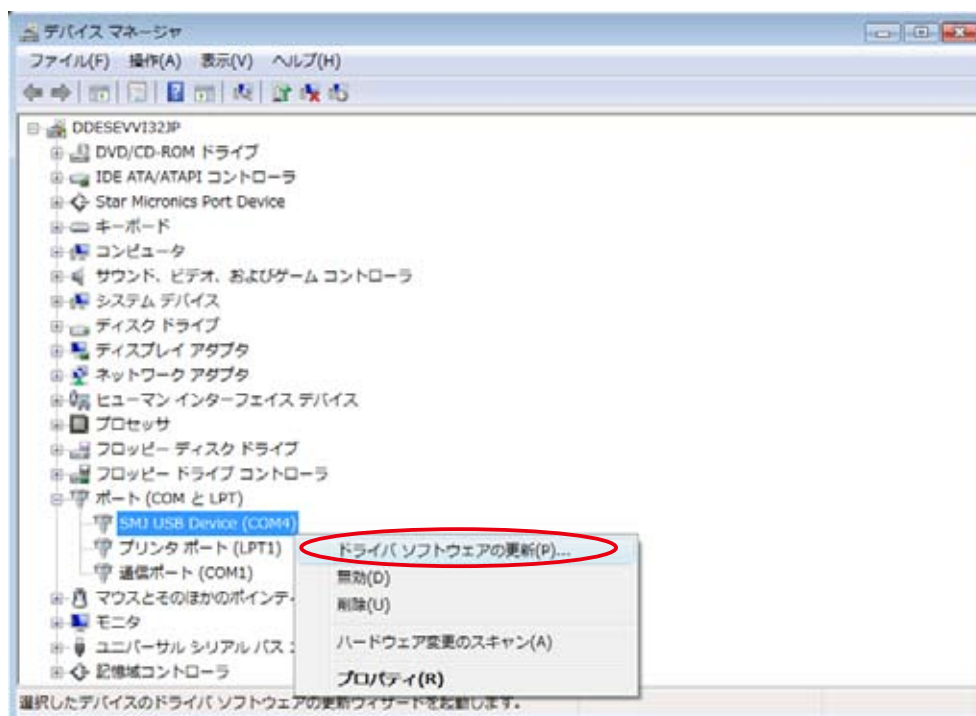 デバイス マネージャ
ファイル(F) 操作(A) 表示(V) ヘルプ(H)
DDESEVVI32JP
DVD/CD-ROM ドライブ
IDE ATA/ATAPI コントローラ
Star Micronics Port Device
キーボード
コンピュータ
サウンド、ビデオ、およびゲーム コントローラ
システム デバイス
ディスク ドライブ
ディスプレイ アダプタ
ネットワーク アダプタ
ヒューマン インターフェイス デバイス
プロセッサ
フロッピー ディスク ドライブ
フロッピー ドライブ コントローラ
ポート (COM と LPT)
SMJ USB Device (COM4)
プリンタ ポート (LPT1)
通信ポート (COM1)
マウスとそのほかのポインティ
モニタ
ユニバーサル シリアル バス
記憶域コントローラ
ドライバ ソフトウェアの更新(P)...
無効(D)
削除(U)
ハードウェア変更のスキャン(A)
プロパティ(R)
選択したデバイスのドライバ ソフトウェアの更新ウィザードを起動します。